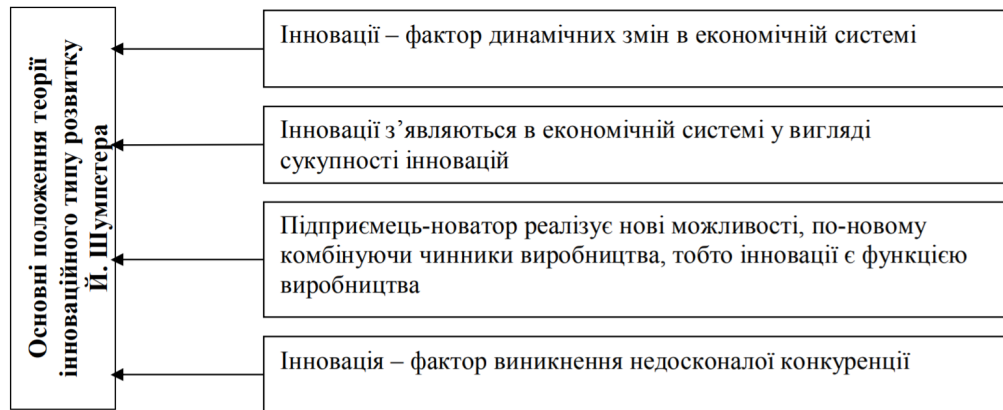 Основні положення теорії
інноваційного типу розвитку
Й. Шумпетера
Інновації – фактор динамічних змін в економічній системі
Інновації з’являються в економічній системі у вигляді
сукупності інновацій
Підприємець-новатор реалізує нові можливості, по-новому
комбінуючи чинники виробництва, тобто інновації є функцією
виробництва
Інновація – фактор виникнення недосконалої конкуренції